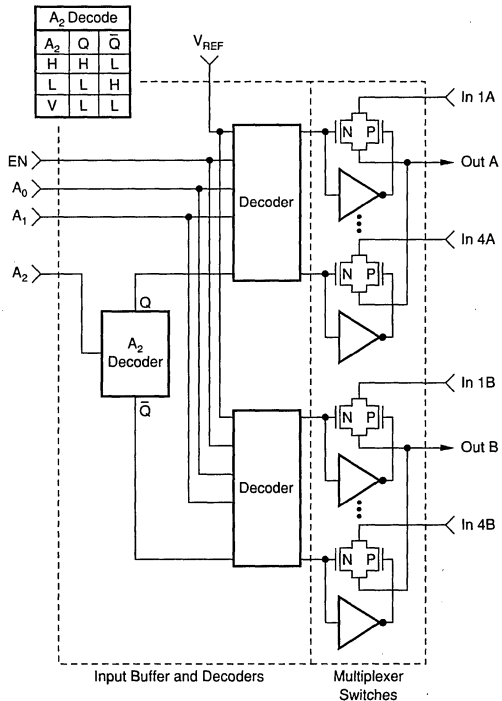 A₂ Decode
A₂ Q Q̄
H H L
L L H
V L L
V_REF
In 1A
N P
EN
Out A
A₀
Decoder
A₁
In 4A
N P
A₂
Q
A₂
Decoder
In 1B
Q̄
N P
Out B
Decoder
In 4B
N P
Input Buffer and Decoders
Multiplexer
Switches